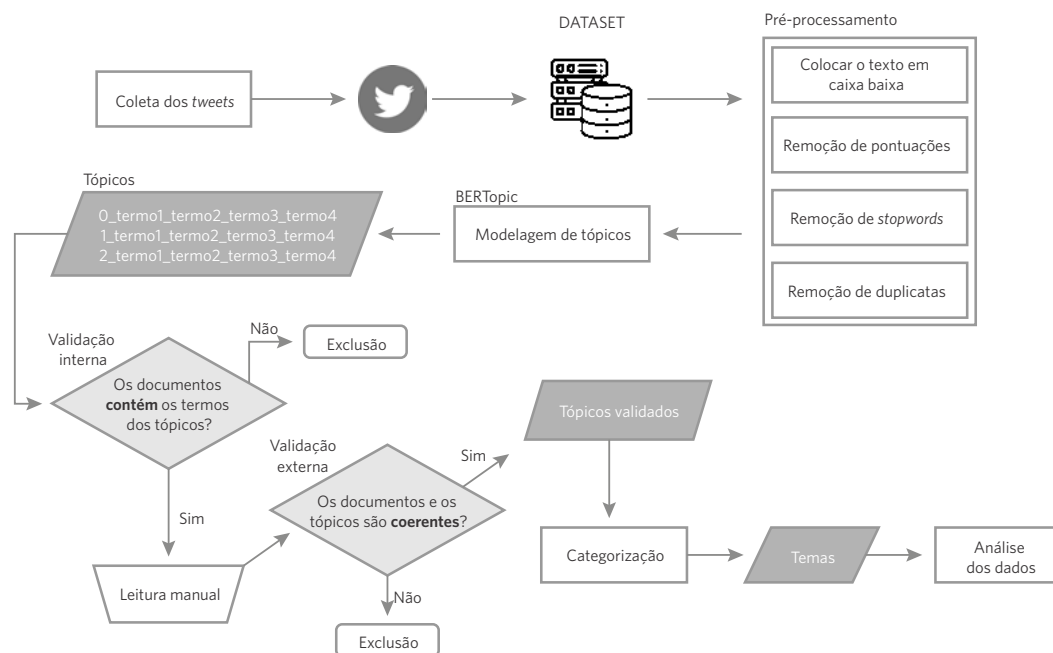 DATASET
Pré-processamento
Coleta dos tweets
Colocar o texto em
caixa baixa
Remoção de pontuações
Remoção de stopwords
Remoção de duplicatas
BERTopic
Modelagem de tópicos
Tópicos
0_termo1_termo2_termo3_termo4
1_termo1_termo2_termo3_termo4
2_termo1_termo2_termo3_termo4
Validação
interna
Os documentos
contém os termos
dos tópicos?
Não
Exclusão
Sim
Leitura manual
Validação
externa
Os documentos e os
tópicos são coerentes?
Não
Exclusão
Sim
Tópicos validados
Categorização
Temas
Análise
dos dados